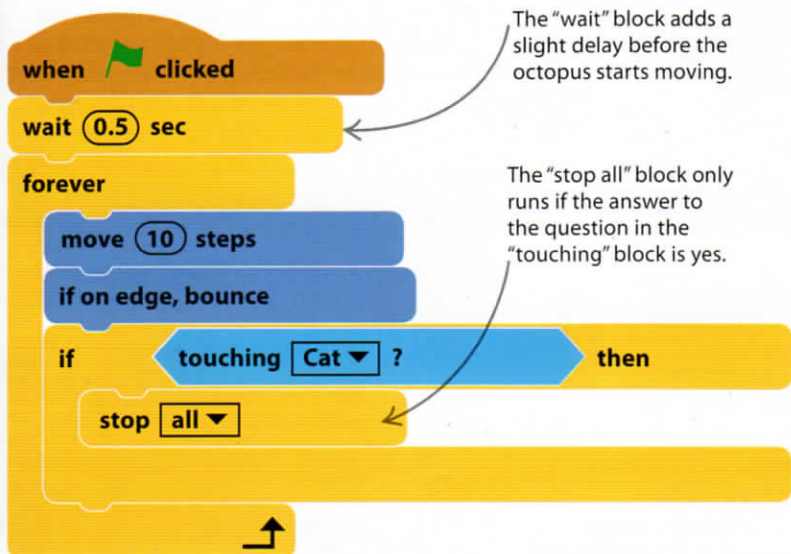 when clicked
wait 0.5 sec
forever
move 10 steps
if on edge, bounce
if touching Cat ? then
stop all
The “wait” block adds a
slight delay before the
octopus starts moving.
The “stop all” block only
runs if the answer to
the question in the
“touching” block is yes.